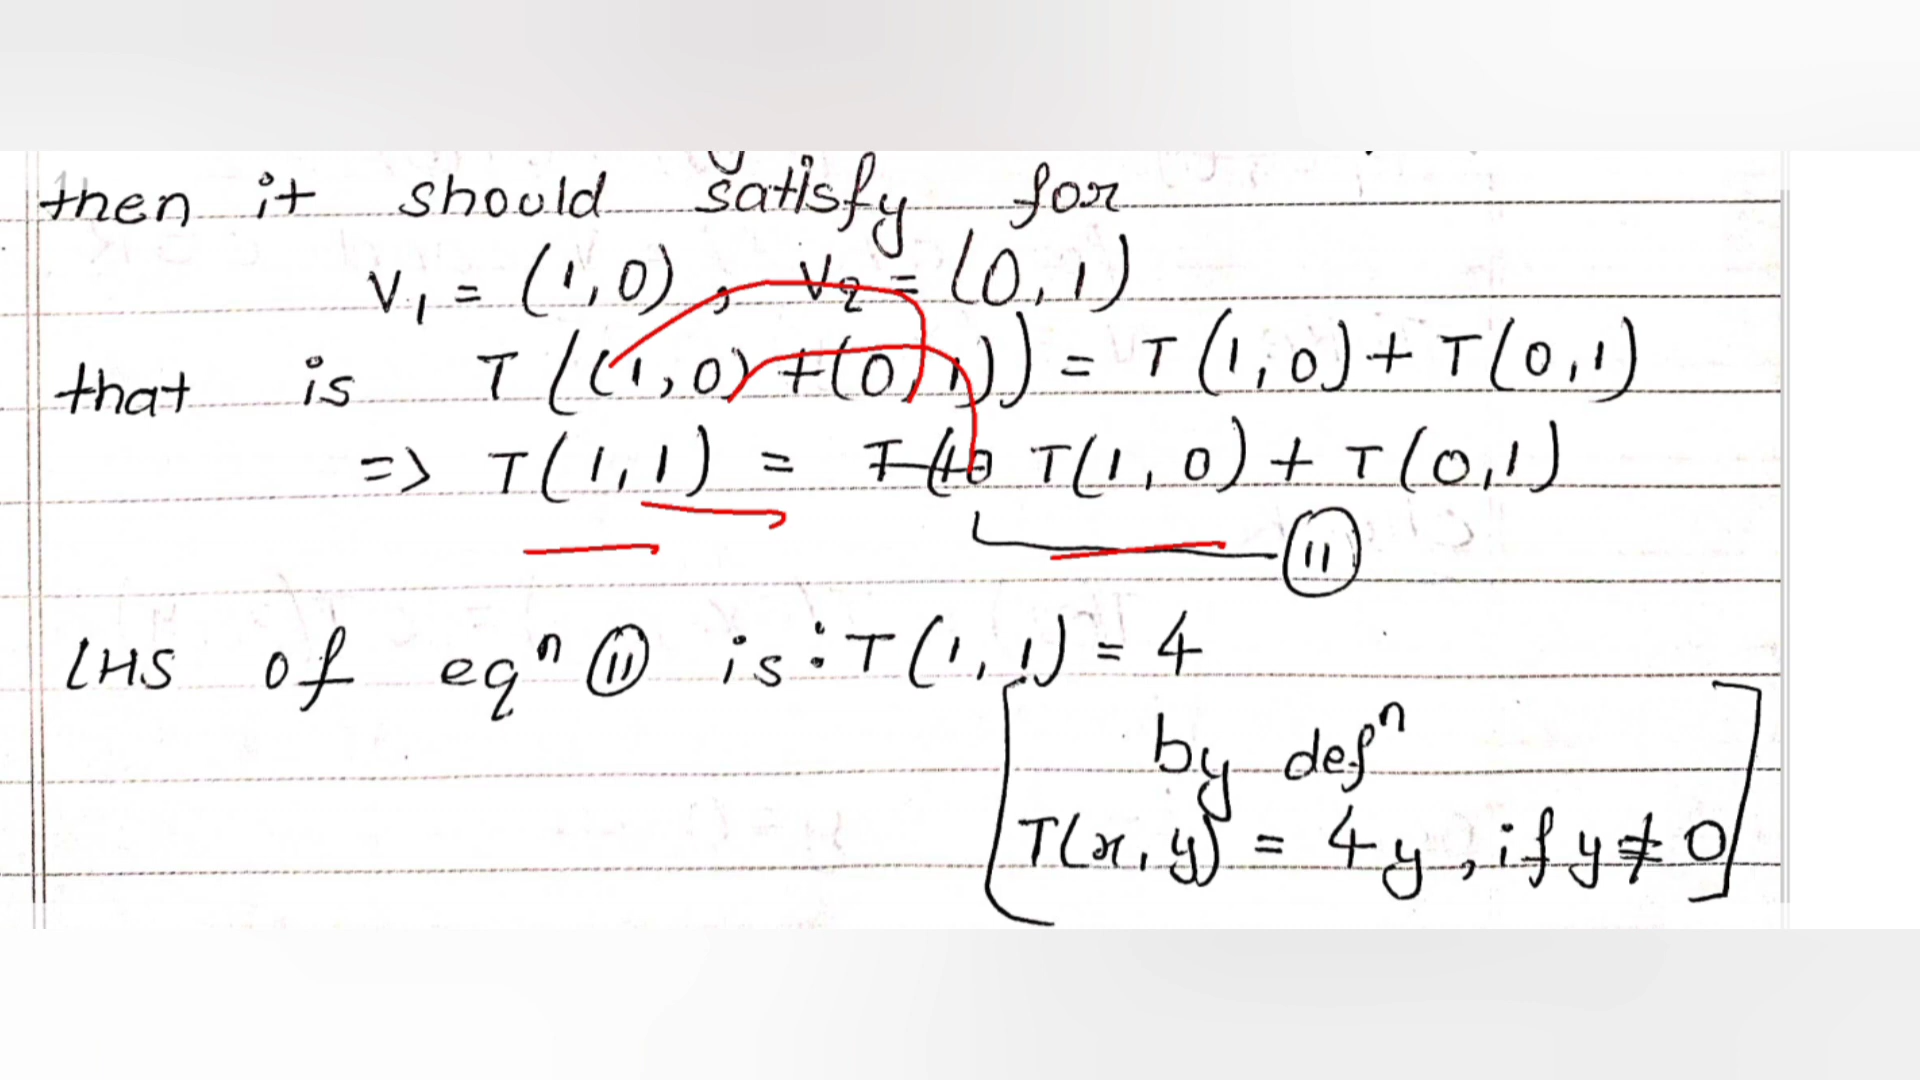 then it should satisfy for
V₁ = (1,0) , V₂ = (0,1)
that is T((1,0)+(0,1)) = T(1,0)+T(0,1)
=> T(1,1) = T(10 T(1,0)+T(0,1)
(11)
LHS of eqⁿ (11) is : T(1,1) = 4
[by defⁿ
T(x,y) = 4y , if y≠0]